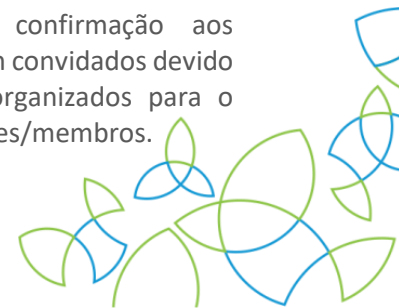 confirmação aos
convidados devido
organizados para o
es/membros.